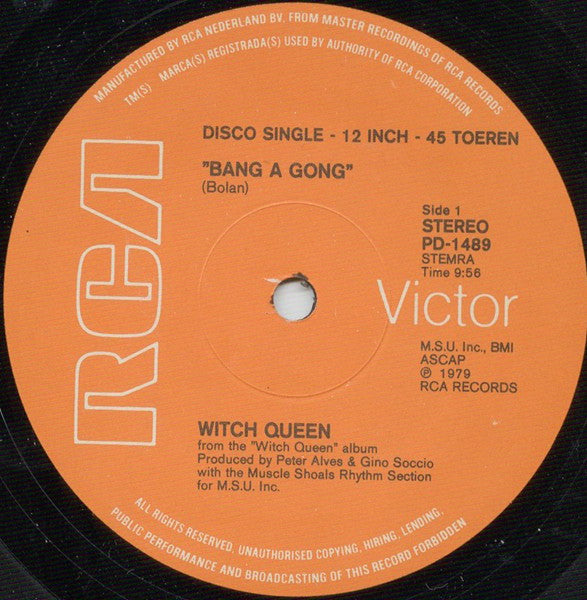 MANUFACTURED BY RCA NEDERLAND BV. FROM MASTER RECORDINGS OF RCA RECORDS
TM(S) MARCA(S) REGISTRADA(S) USED BY AUTHORITY OF RCA CORPORATION
DISCO SINGLE - 12 INCH - 45 TOEREN
"BANG A GONG"
(Bolan)
Side 1
STEREO
PD-1489
STEMRA
Time 9:56
RCA
Victor
M.S.U. Inc., BMI
ASCAP
℗ 1979
RCA RECORDS
WITCH QUEEN
from the "Witch Queen" album
Produced by Peter Alves & Gino Soccio
with the Muscle Shoals Rhythm Section
for M.S.U. Inc.
ALL RIGHTS RESERVED, UNAUTHORISED COPYING, HIRING, LENDING,
PUBLIC PERFORMANCE AND BROADCASTING OF THIS RECORD FORBIDDEN